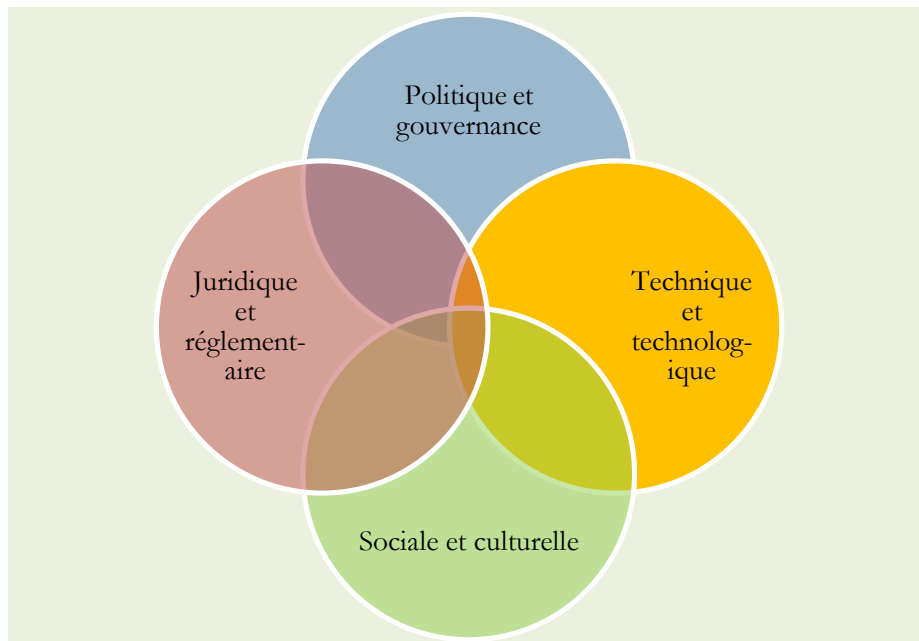 Politique et
gouvernance
Juridique
et
réglement-
aire
Technique
et
technolog-
ique
Sociale et culturelle